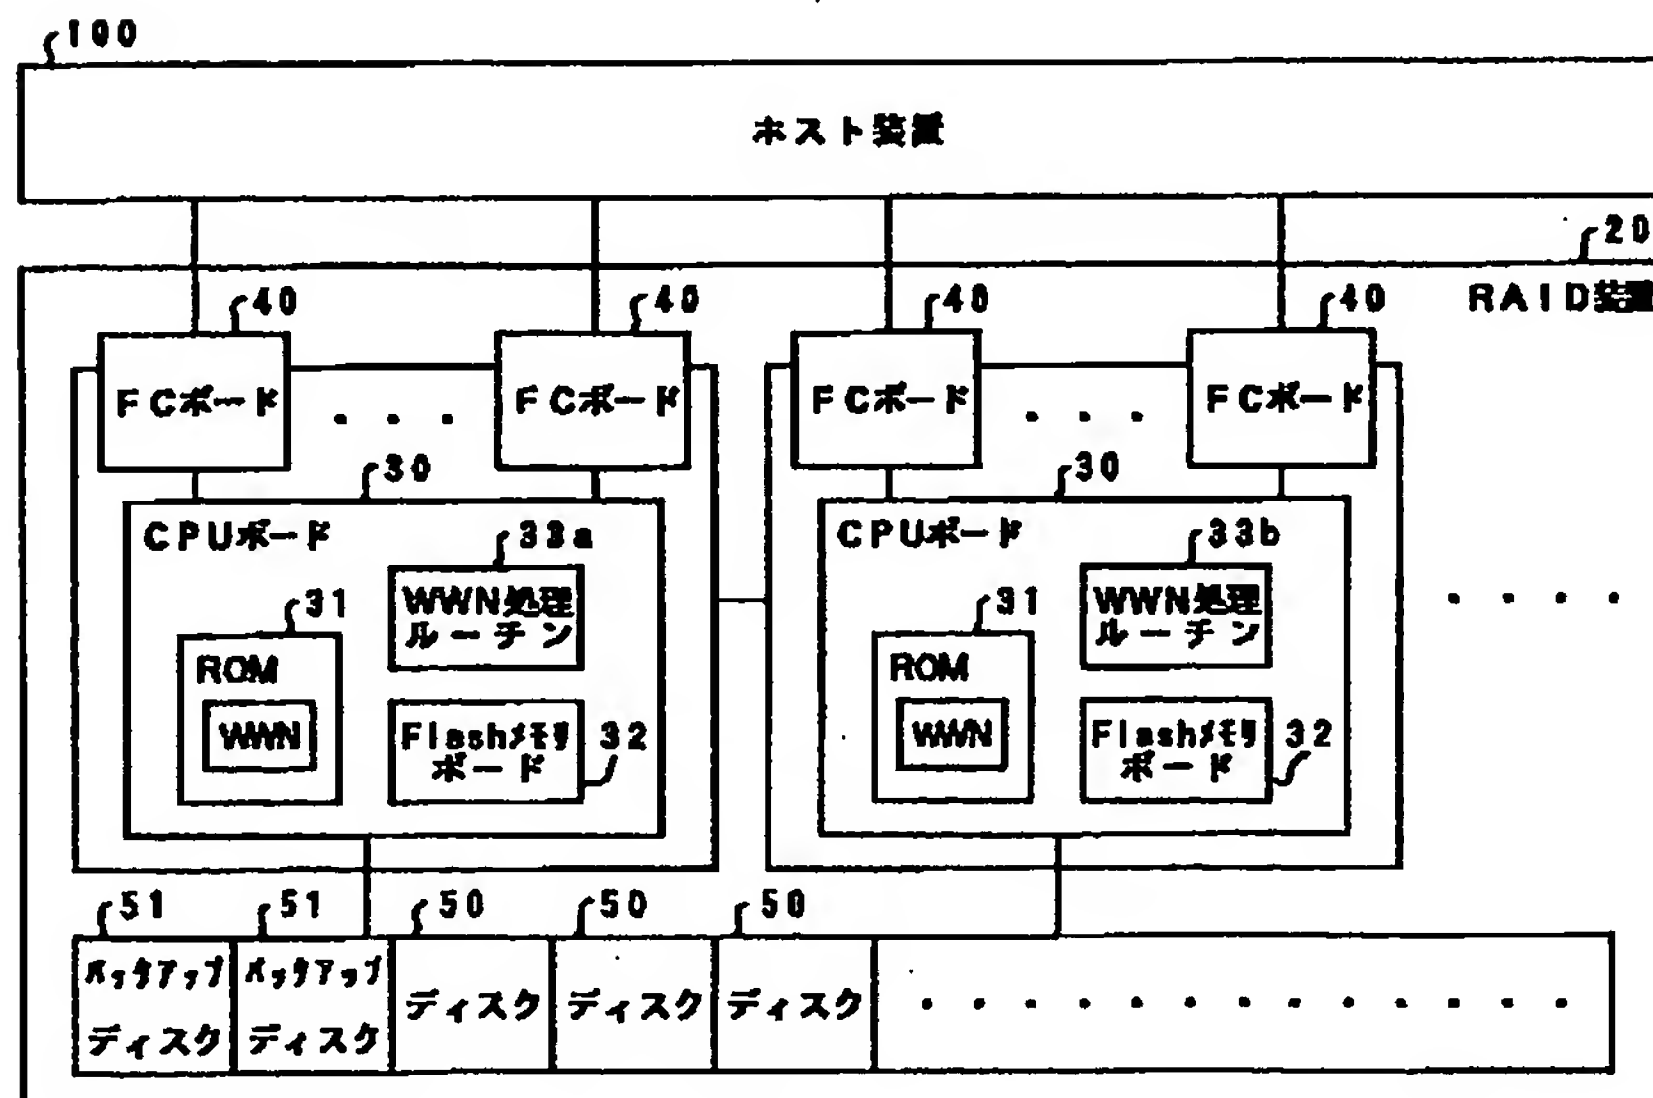 100
ホスト装置
20
RAID装置
40
40
40
40
FCボード
FCボード
FCボード
FCボード
・・・
・・・
30
30
CPUボード
33a
CPUボード
33b
WWN処理
ルーチン
WWN処理
ルーチン
31
31
ROM
ROM
WWN
Flashメモリ
ボード
32
WWN
Flashメモリ
ボード
32
・・・・
51
51
50
50
50
バックアップ
ディスク
バックアップ
ディスク
ディスク
ディスク
ディスク
・・・・・・・・・・・・・